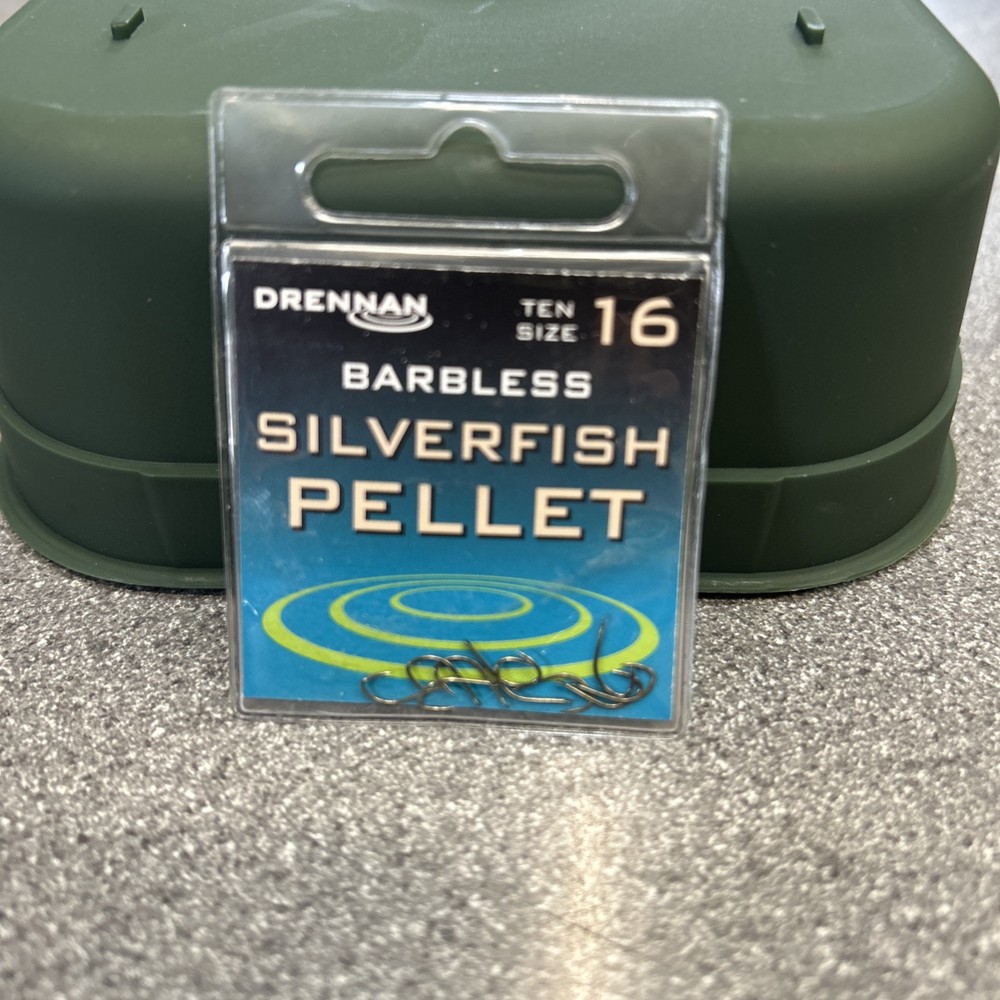 DRENNAN
TEN
SIZE 16
BARBLESS
SILVERFISH
PELLET